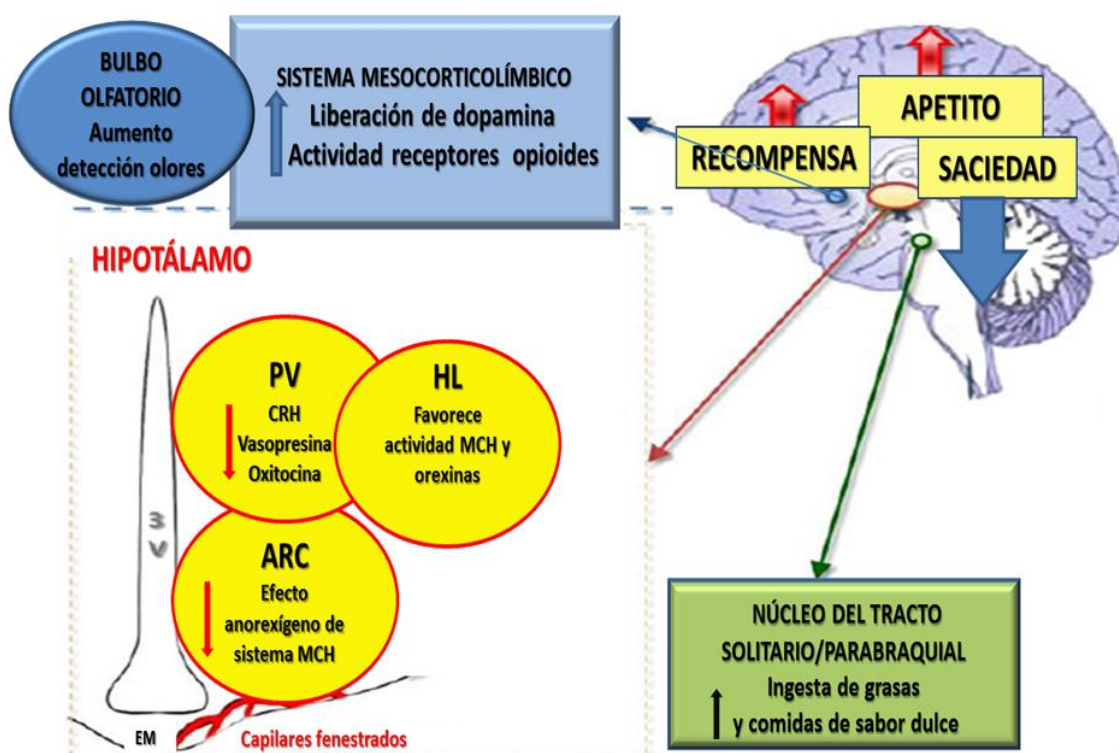 BULBO
OLFATORIO
Aumento
detección olores
SISTEMA MESOCORTICOLÍMBICO
Liberación de dopamina
Actividad receptores opioides
APETITO
RECOMPENSA
SACIEDAD
HIPOTÁLAMO
PV
CRH
Vasopresina
Oxitocina
HL
Favorece
actividad MCH y
orexinas
3
V
ARC
Efecto
anorexígeno de
sistema MCH
EM
Capilares fenestrados
NÚCLEO DEL TRACTO
SOLITARIO/PARABRAQUIAL
Ingesta de grasas
y comidas de sabor dulce